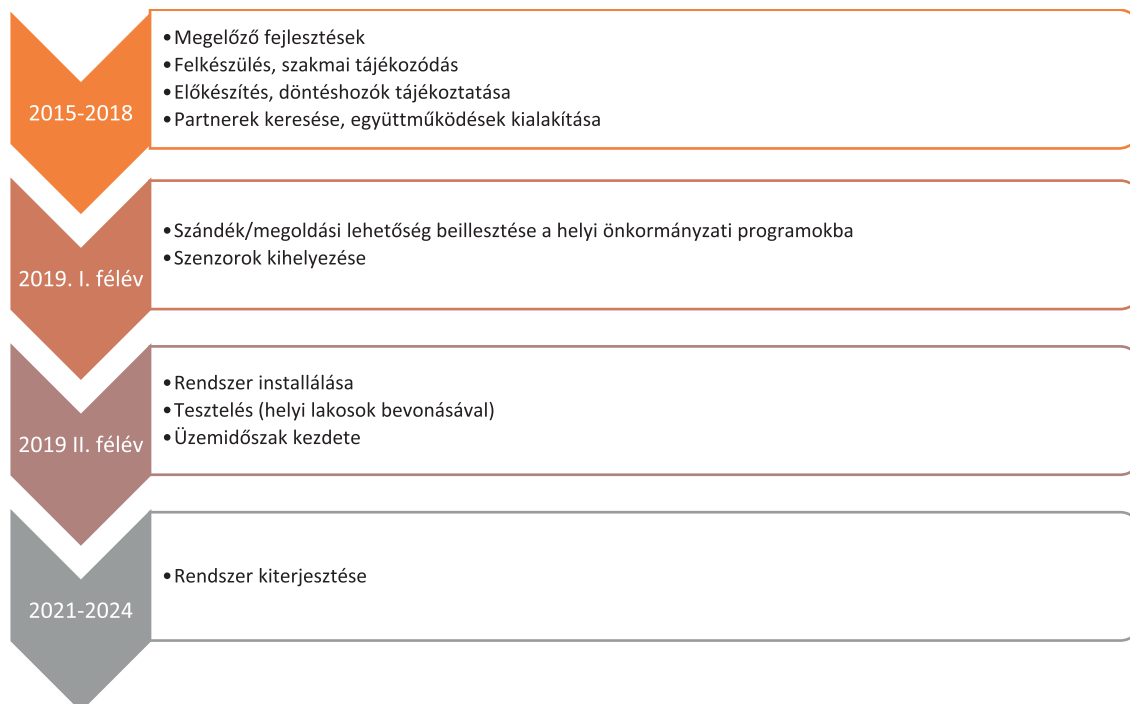 2015-2018
•Megelőző fejlesztések
•Felkészülés, szakmai tájékozódás
•Előkészítés, döntéshozók tájékoztatása
•Partnerek keresése, együttműködések kialakítása
2019. I. félév
•Szándék/megoldási lehetőség beillesztése a helyi önkormányzati programokba
•Szenzorok kihelyezése
2019 II. félév
•Rendszer installálása
•Tesztelés (helyi lakosok bevonásával)
•Üzemidőszak kezdete
2021-2024
•Rendszer kiterjesztése